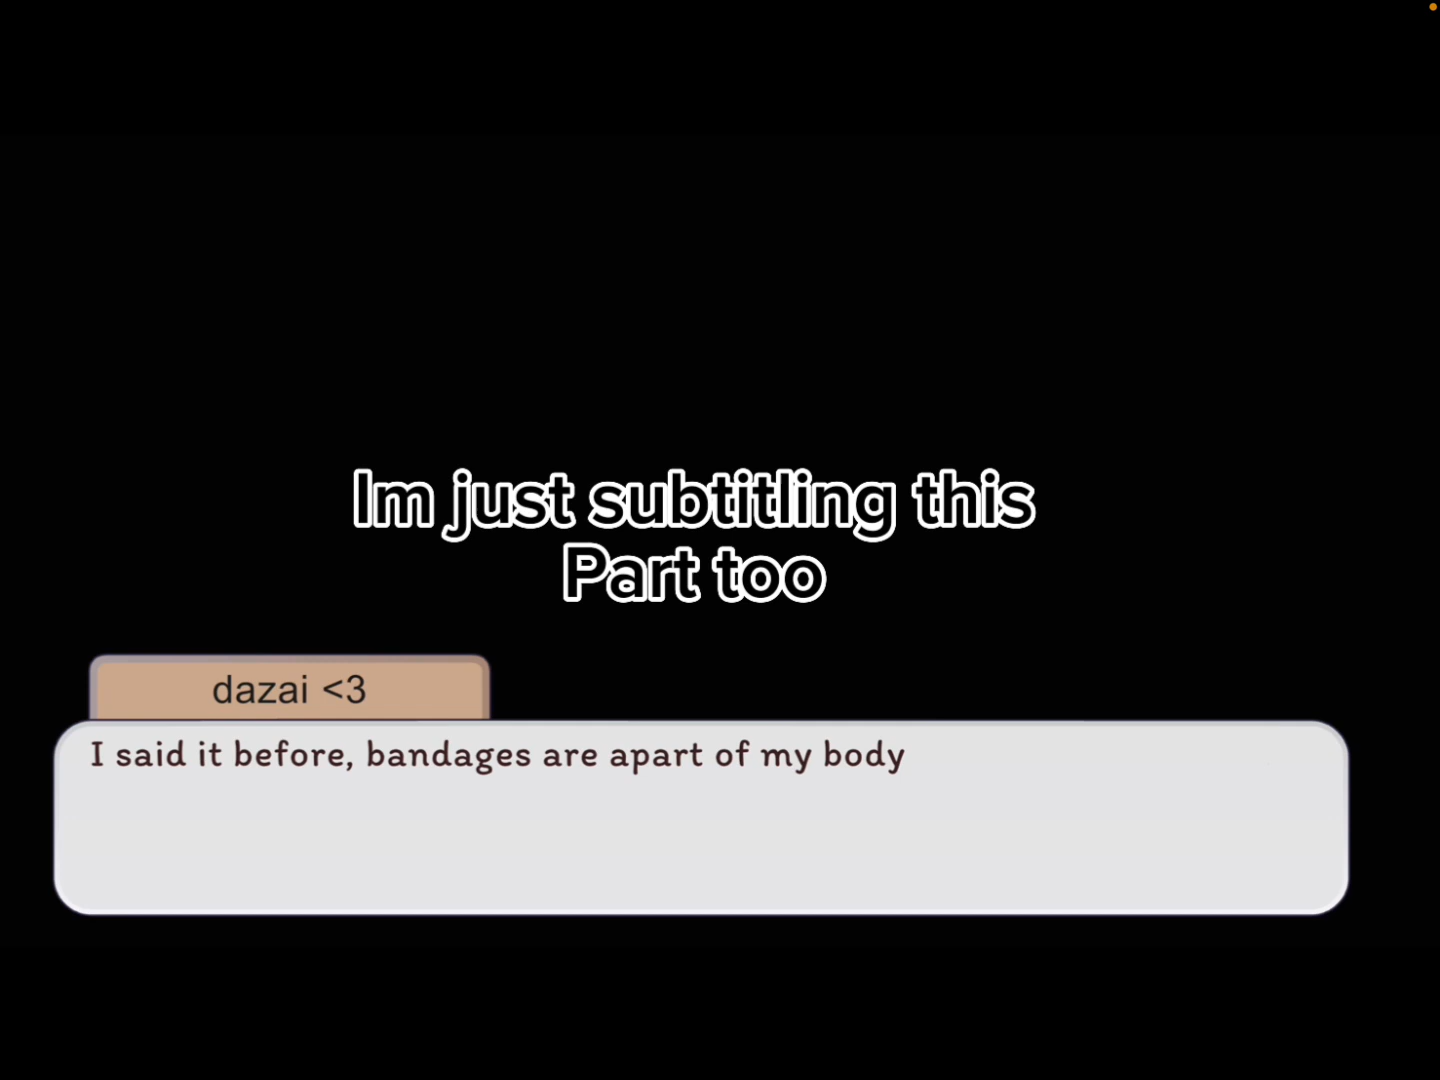 Im just subtitling this
Part too
dazai <3
I said it before, bandages are apart of my body